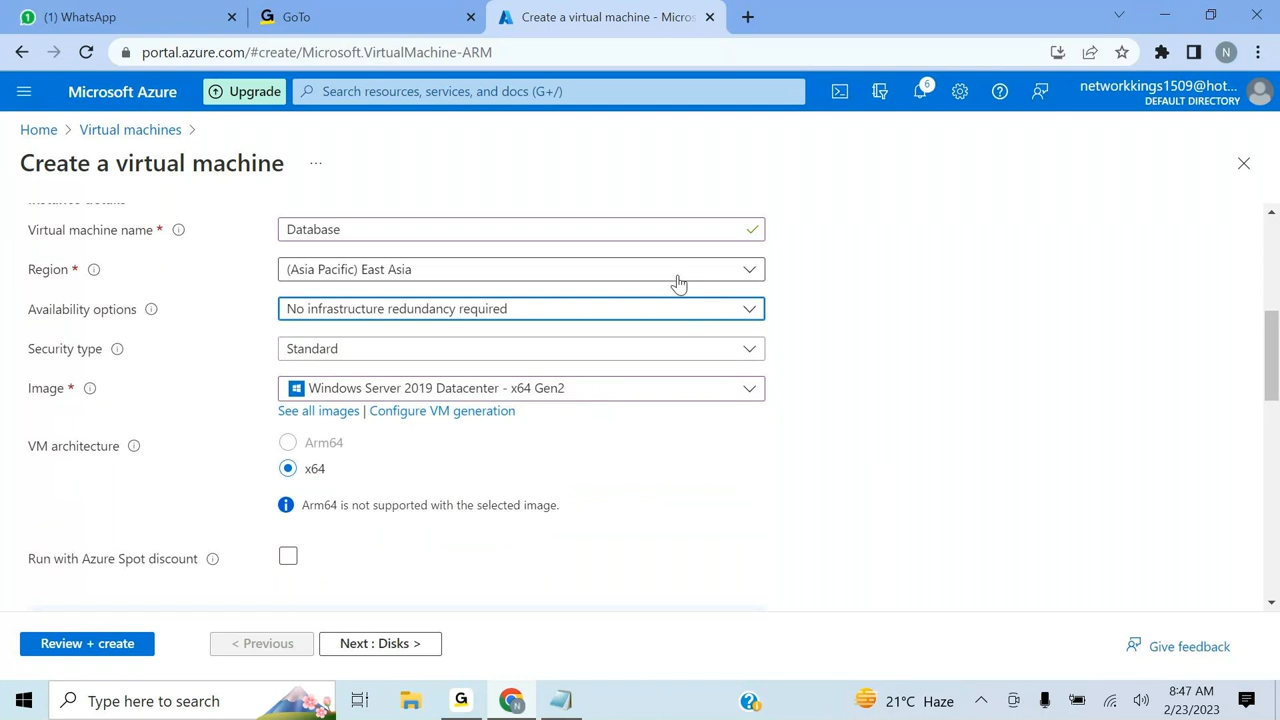 (1) WhatsApp
GoTo
Create a virtual machine - Micros
portal.azure.com/#create/Microsoft.VirtualMachine-ARM
N
Microsoft Azure
Upgrade
Search resources, services, and docs (G+/)
6
networkings1509@hot...
DEFAULT DIRECTORY
Home > Virtual machines >
Create a virtual machine ...
Instance details
Virtual machine name * Database
Region * (Asia Pacific) East Asia
Availability options No infrastructure redundancy required
Security type Standard
Image * Windows Server 2019 Datacenter - x64 Gen2
See all images | Configure VM generation
VM architecture Arm64
x64
Arm64 is not supported with the selected image.
Run with Azure Spot discount
Review + create < Previous Next : Disks > Give feedback
Type here to search
21°C Haze
8:47 AM
2/23/2023